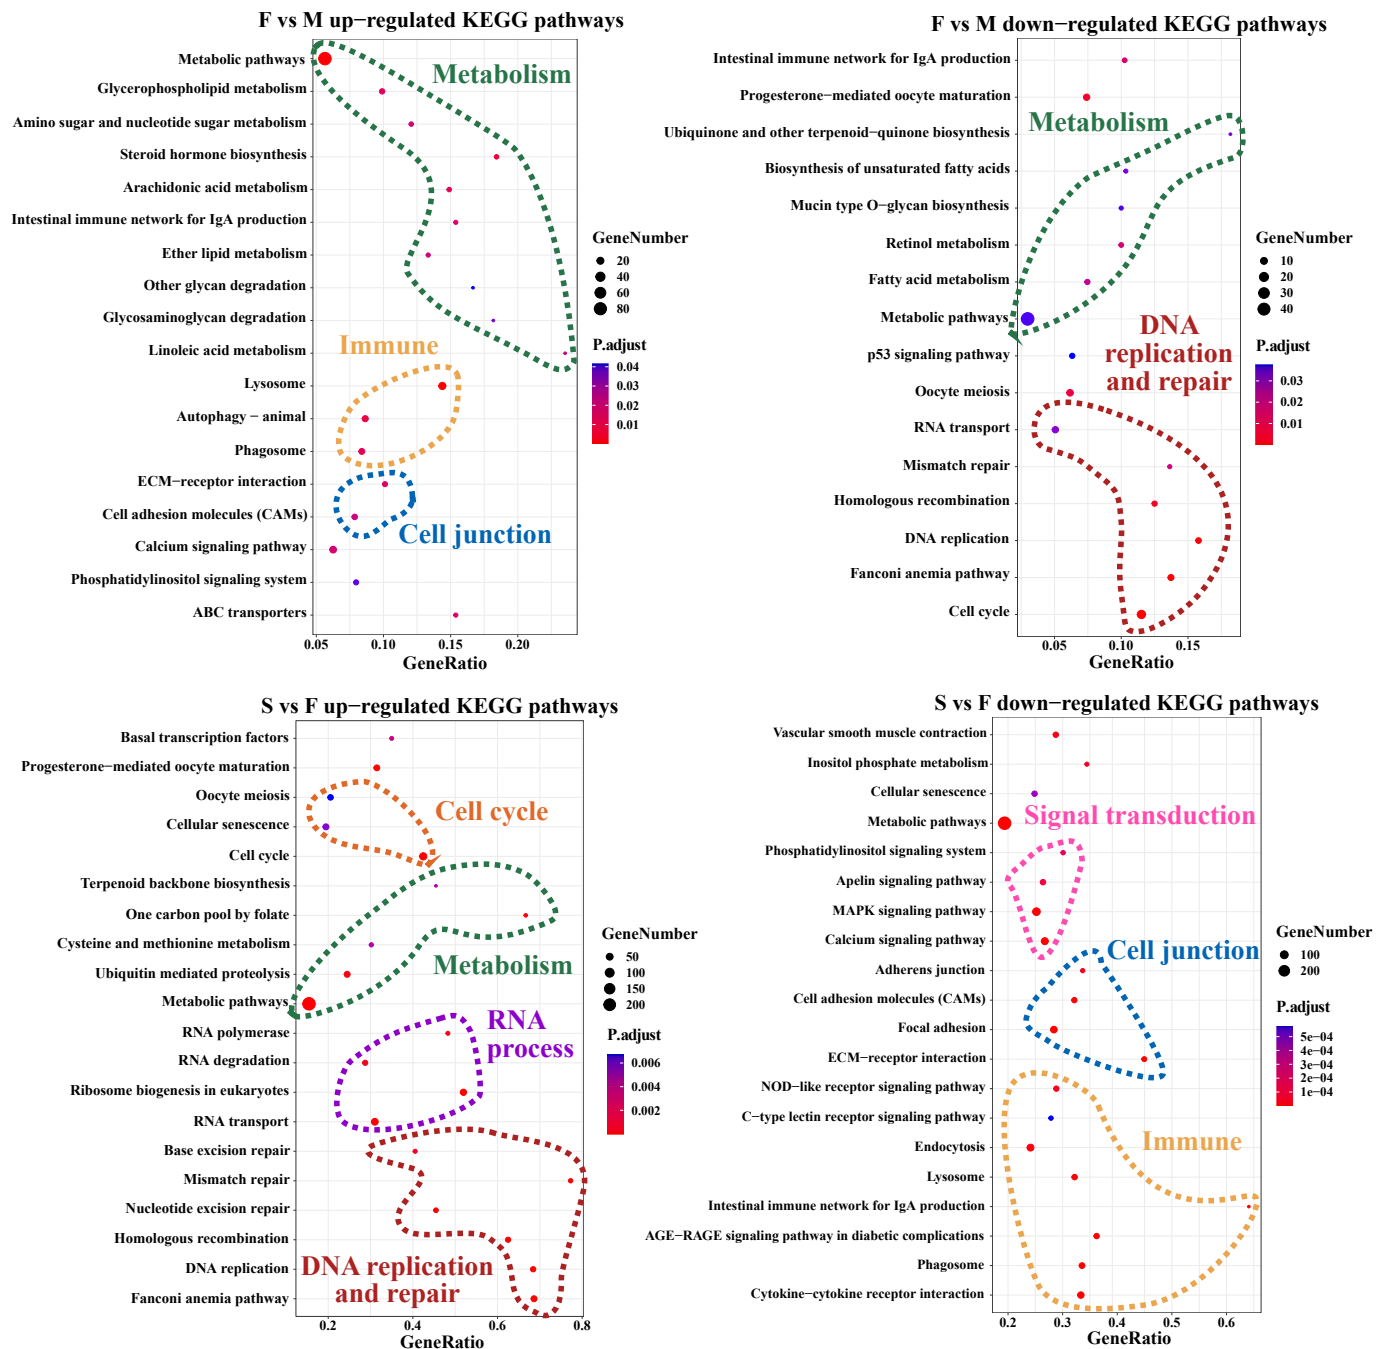 F vs M up−regulated KEGG pathways
Metabolic pathways
Glycerophospholipid metabolism
Amino sugar and nucleotide sugar metabolism
Steroid hormone biosynthesis
Arachidonic acid metabolism
Intestinal immune network for IgA production
Ether lipid metabolism
Other glycan degradation
Glycosaminoglycan degradation
Linoleic acid metabolism
Lysosome
Autophagy − animal
Phagosome
ECM−receptor interaction
Cell adhesion molecules (CAMs)
Calcium signaling pathway
Phosphatidylinositol signaling system
ABC transporters
Metabolism
Immune
Cell junction
0.05 0.10 0.15 0.20
GeneRatio
GeneNumber
20
40
60
80
P.adjust
0.04
0.03
0.02
0.01
F vs M down−regulated KEGG pathways
Intestinal immune network for IgA production
Progesterone−mediated oocyte maturation
Ubiquinone and other terpenoid−quinone biosynthesis
Biosynthesis of unsaturated fatty acids
Mucin type O−glycan biosynthesis
Retinol metabolism
Fatty acid metabolism
Metabolic pathways
p53 signaling pathway
Oocyte meiosis
RNA transport
Mismatch repair
Homologous recombination
DNA replication
Fanconi anemia pathway
Cell cycle
Metabolism
DNA
replication
and repair
0.05 0.10 0.15
GeneRatio
GeneNumber
10
20
30
40
P.adjust
0.03
0.02
0.01
S vs F up−regulated KEGG pathways
Basal transcription factors
Progesterone−mediated oocyte maturation
Oocyte meiosis
Cellular senescence
Cell cycle
Terpenoid backbone biosynthesis
One carbon pool by folate
Cysteine and methionine metabolism
Ubiquitin mediated proteolysis
Metabolic pathways
RNA polymerase
RNA degradation
Ribosome biogenesis in eukaryotes
RNA transport
Base excision repair
Mismatch repair
Nucleotide excision repair
Homologous recombination
DNA replication
Fanconi anemia pathway
Cell cycle
Metabolism
RNA
process
DNA replication
and repair
0.2 0.4 0.6 0.8
GeneRatio
GeneNumber
50
100
150
200
P.adjust
0.006
0.004
0.002
S vs F down−regulated KEGG pathways
Vascular smooth muscle contraction
Inositol phosphate metabolism
Cellular senescence
Metabolic pathways
Phosphatidylinositol signaling system
Apelin signaling pathway
MAPK signaling pathway
Calcium signaling pathway
Adherens junction
Cell adhesion molecules (CAMs)
Focal adhesion
ECM−receptor interaction
NOD−like receptor signaling pathway
C−type lectin receptor signaling pathway
Endocytosis
Lysosome
Intestinal immune network for IgA production
AGE−RAGE signaling pathway in diabetic complications
Phagosome
Cytokine−cytokine receptor interaction
Signal transduction
Cell junction
Immune
0.2 0.3 0.4 0.5 0.6
GeneRatio
GeneNumber
100
200
P.adjust
5e−04
4e−04
3e−04
2e−04
1e−04